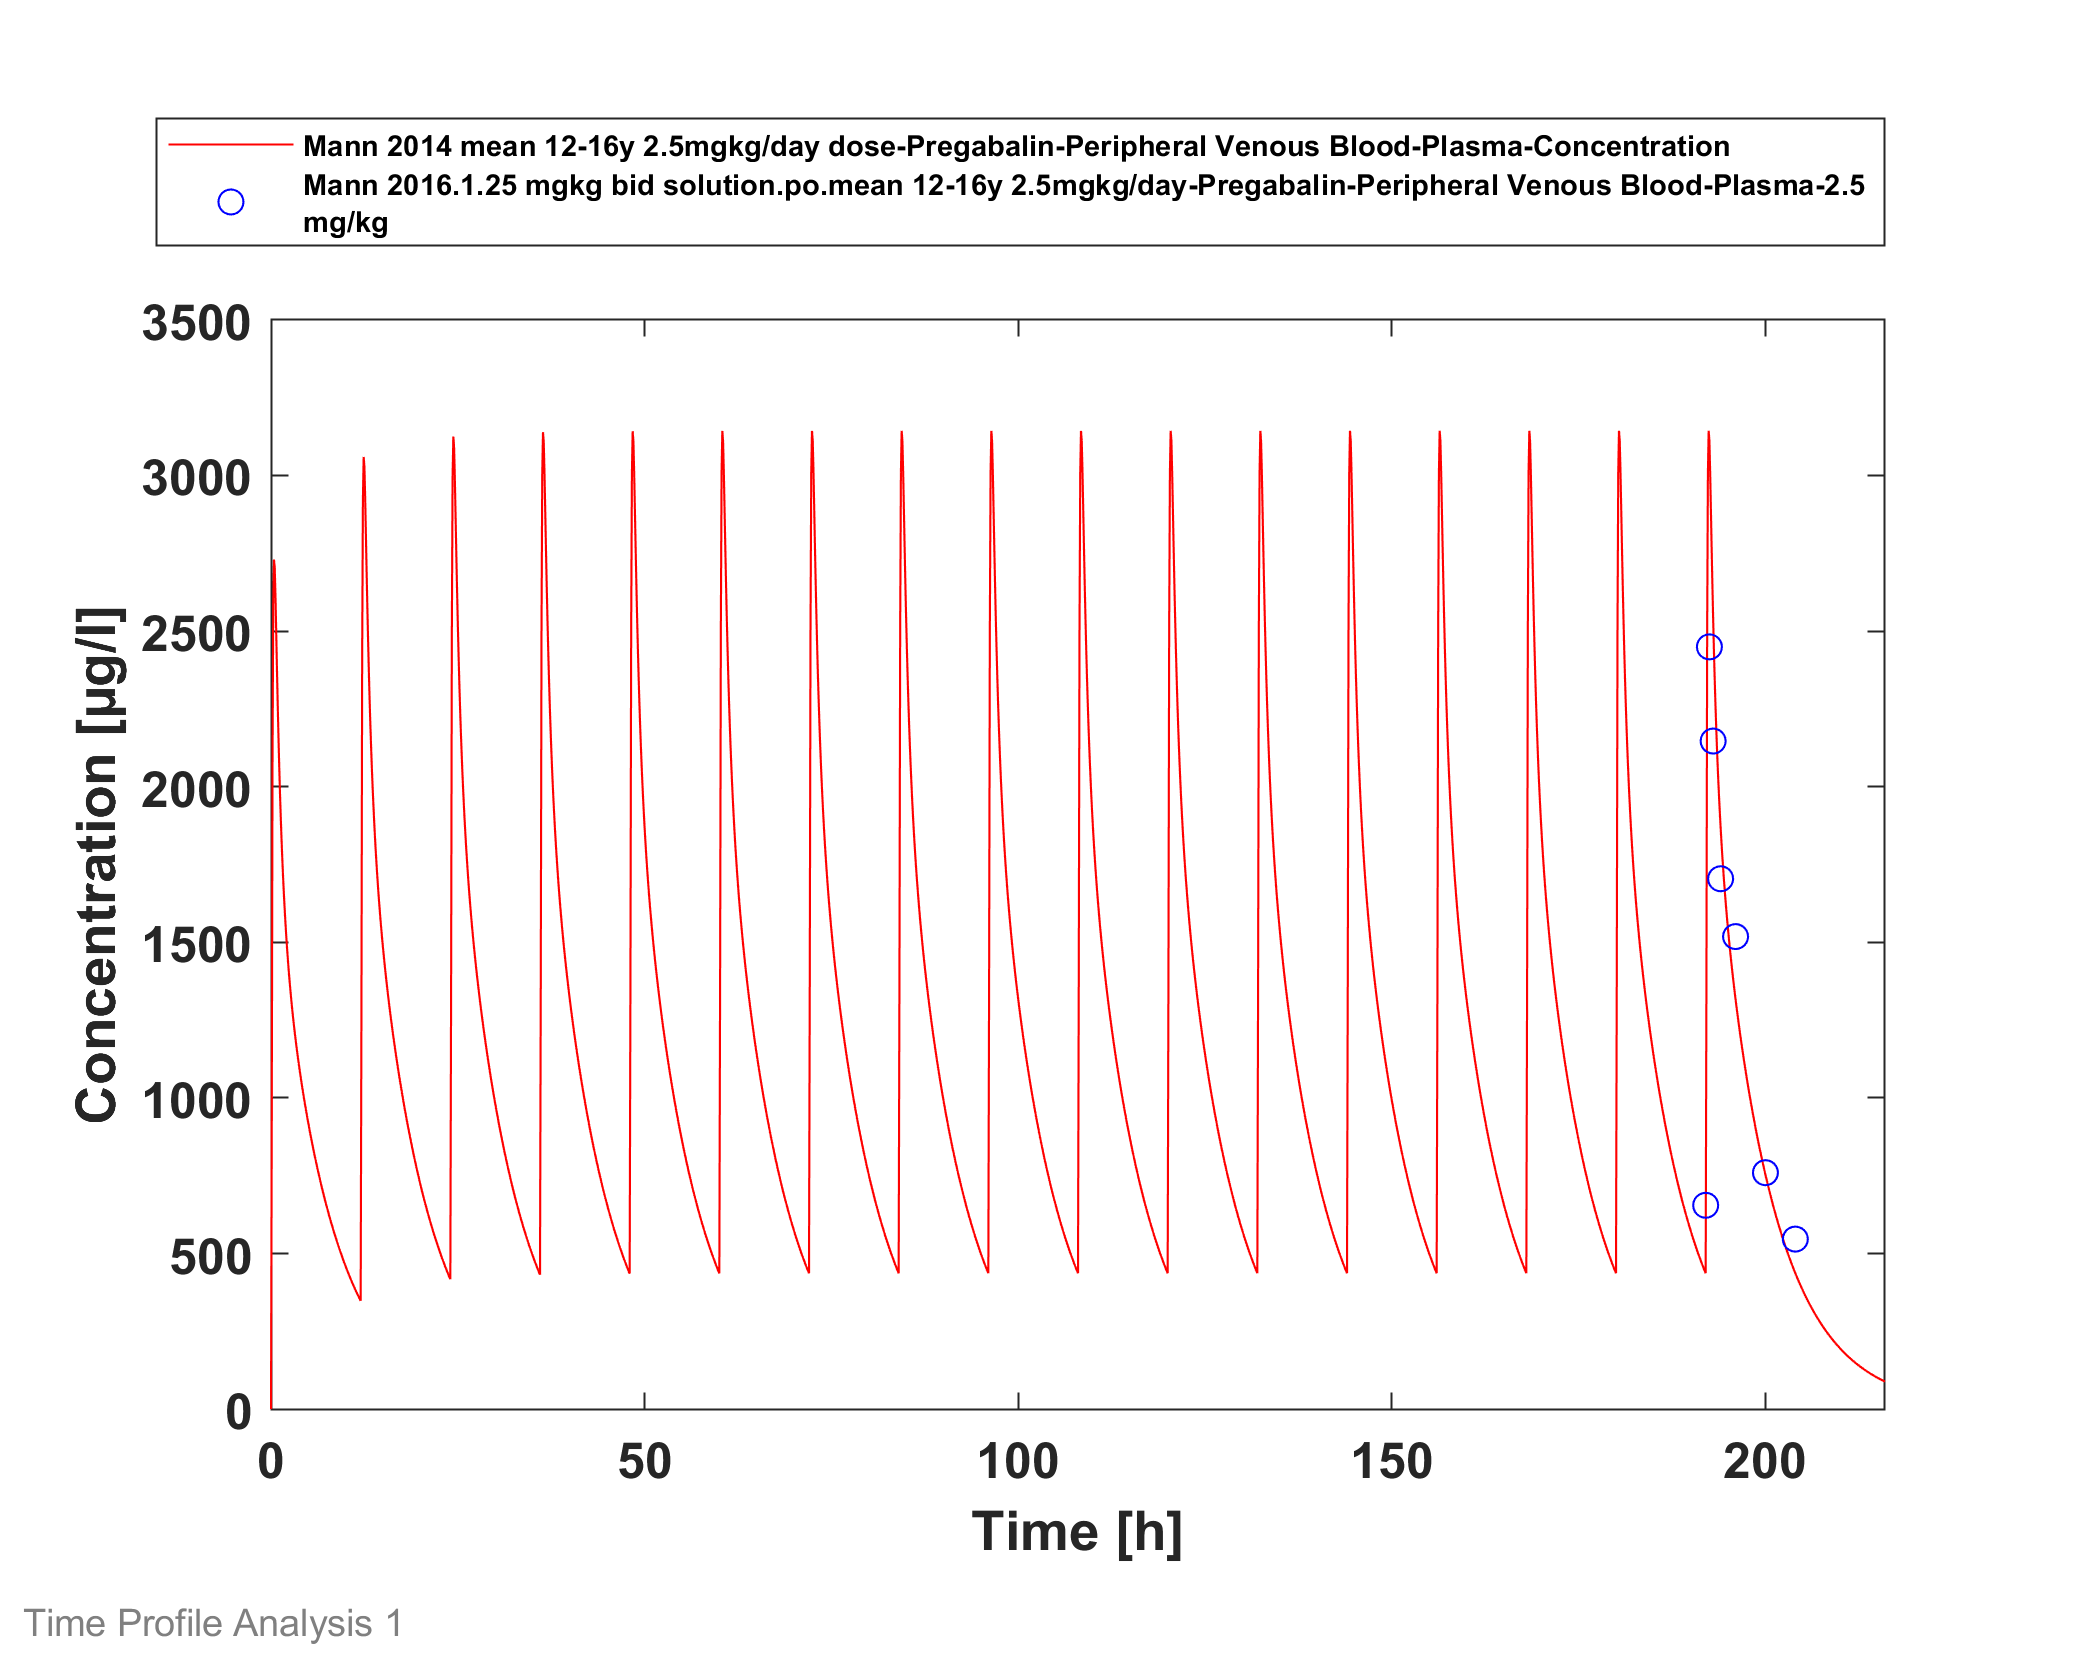 Mann 2014 mean 12-16y 2.5mgkg/day dose-Pregabalin-Peripheral Venous Blood-Plasma-Concentration
Mann 2016.1.25 mgkg bid solution.po.mean 12-16y 2.5mgkg/day-Pregabalin-Peripheral Venous Blood-Plasma-2.5
mg/kg
3500
3000
2500
2000
1500
1000
500
0
Concentration [µg/l]
0 50 100 150 200
Time [h]
Time Profile Analysis 1